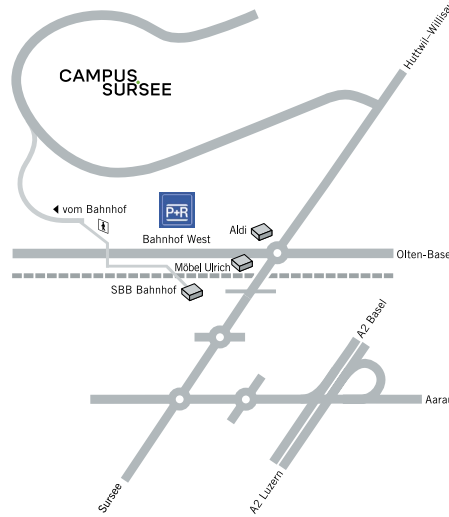 Huttwil–Willisau
CAMPUS
SURSEE
vom Bahnhof
P+R
Bahnhof West
Aldi
Olten-Base
Möbel Ulrich
SBB Bahnhof
A2 Basel
Aarau
Sursee
A2 Luzern